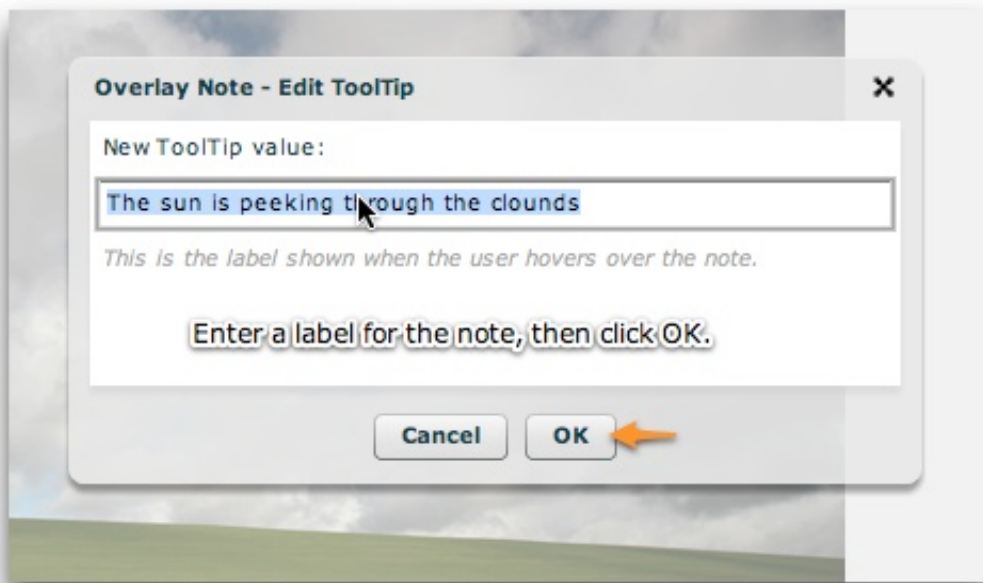 Overlay Note - Edit ToolTip
New ToolTip value:
The sun is peeking through the clounds
This is the label shown when the user hovers over the note.
Enter a label for the note, then click OK.
Cancel OK